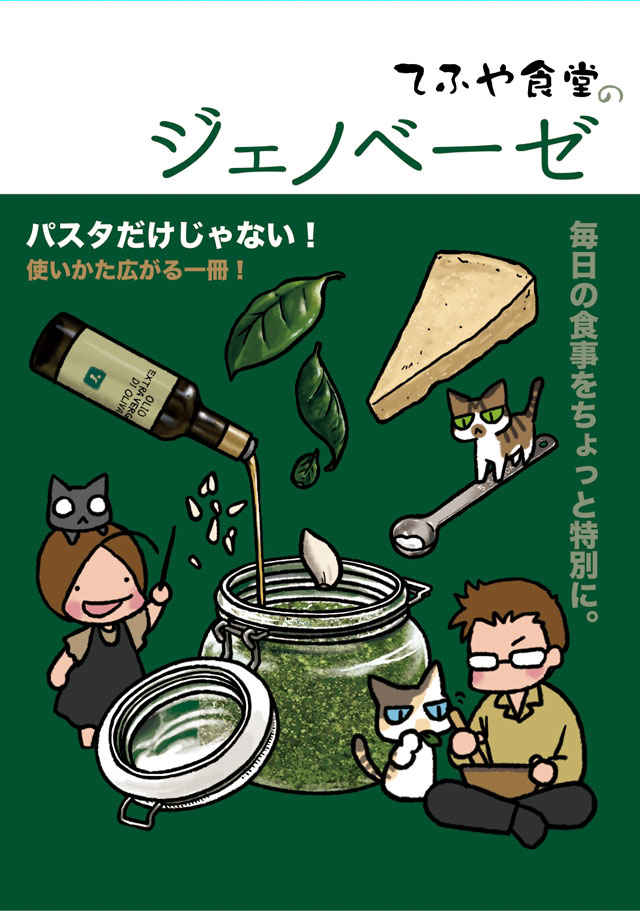 てふや食堂の
ジェノベーゼ
パスタだけじゃない！
使いかた広がる一冊！
毎日の食事をちょっと特別に。
OLIO
EXTRA VERG
DI OLIVA